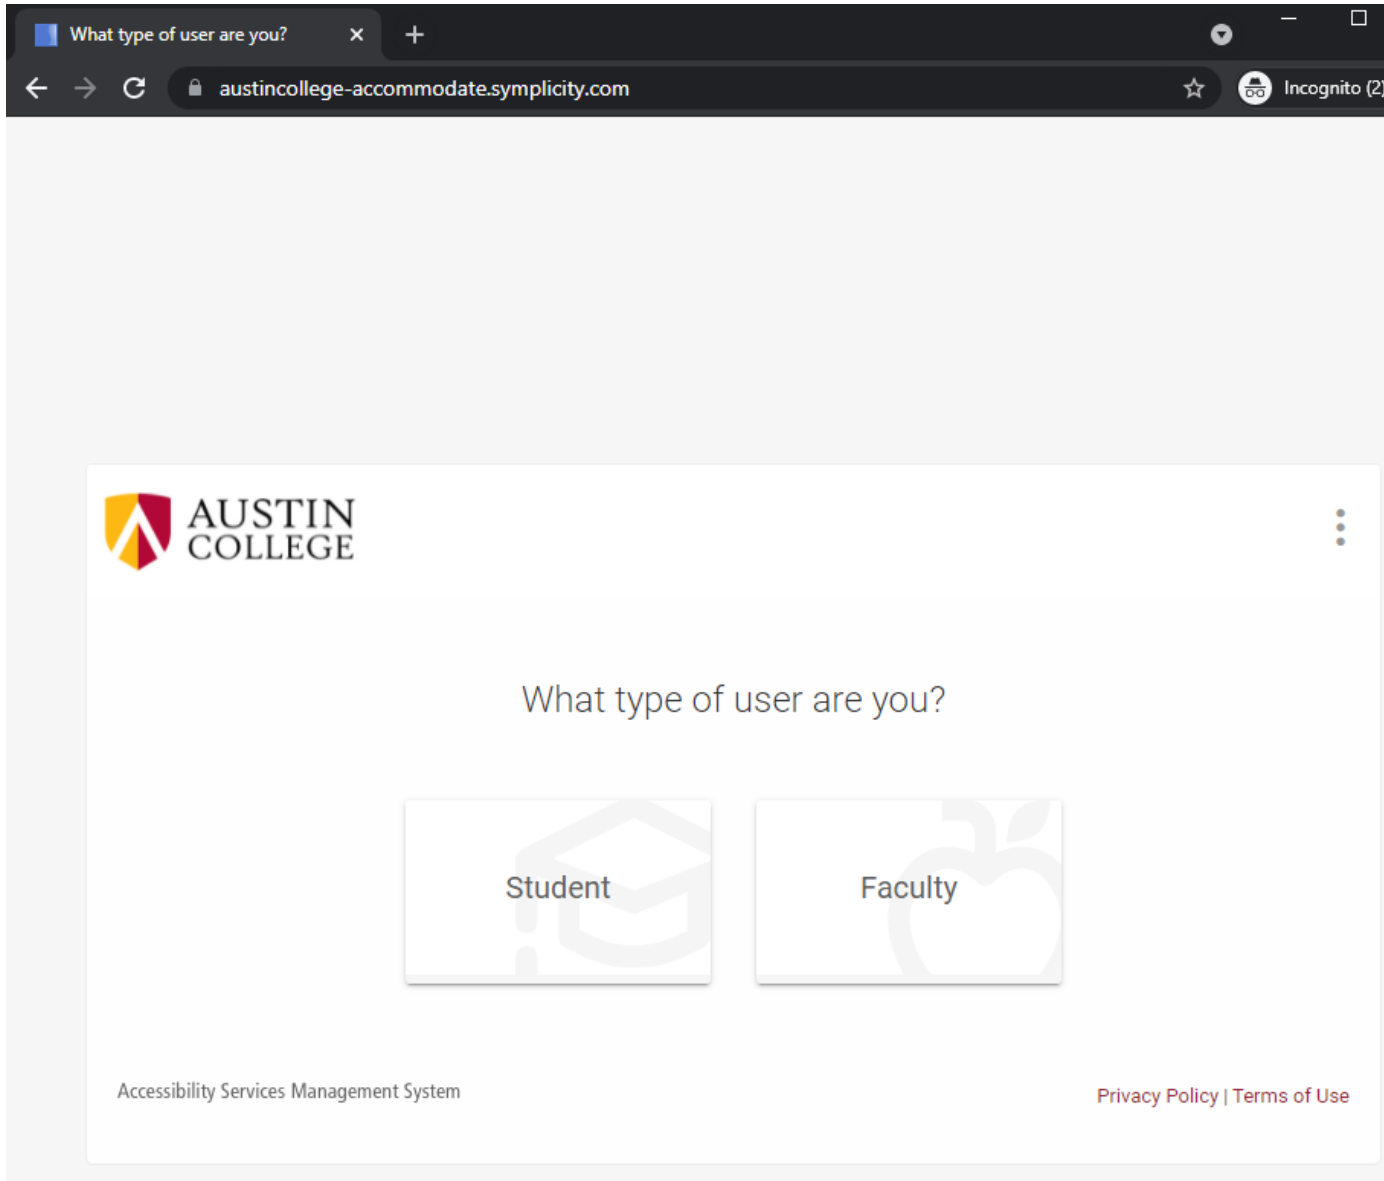 What type of user are you?
austincollege-accommodate.symplicity.com
Incognito (2)
AUSTIN
COLLEGE
What type of user are you?
Student
Faculty
Accessibility Services Management System
Privacy Policy | Terms of Use